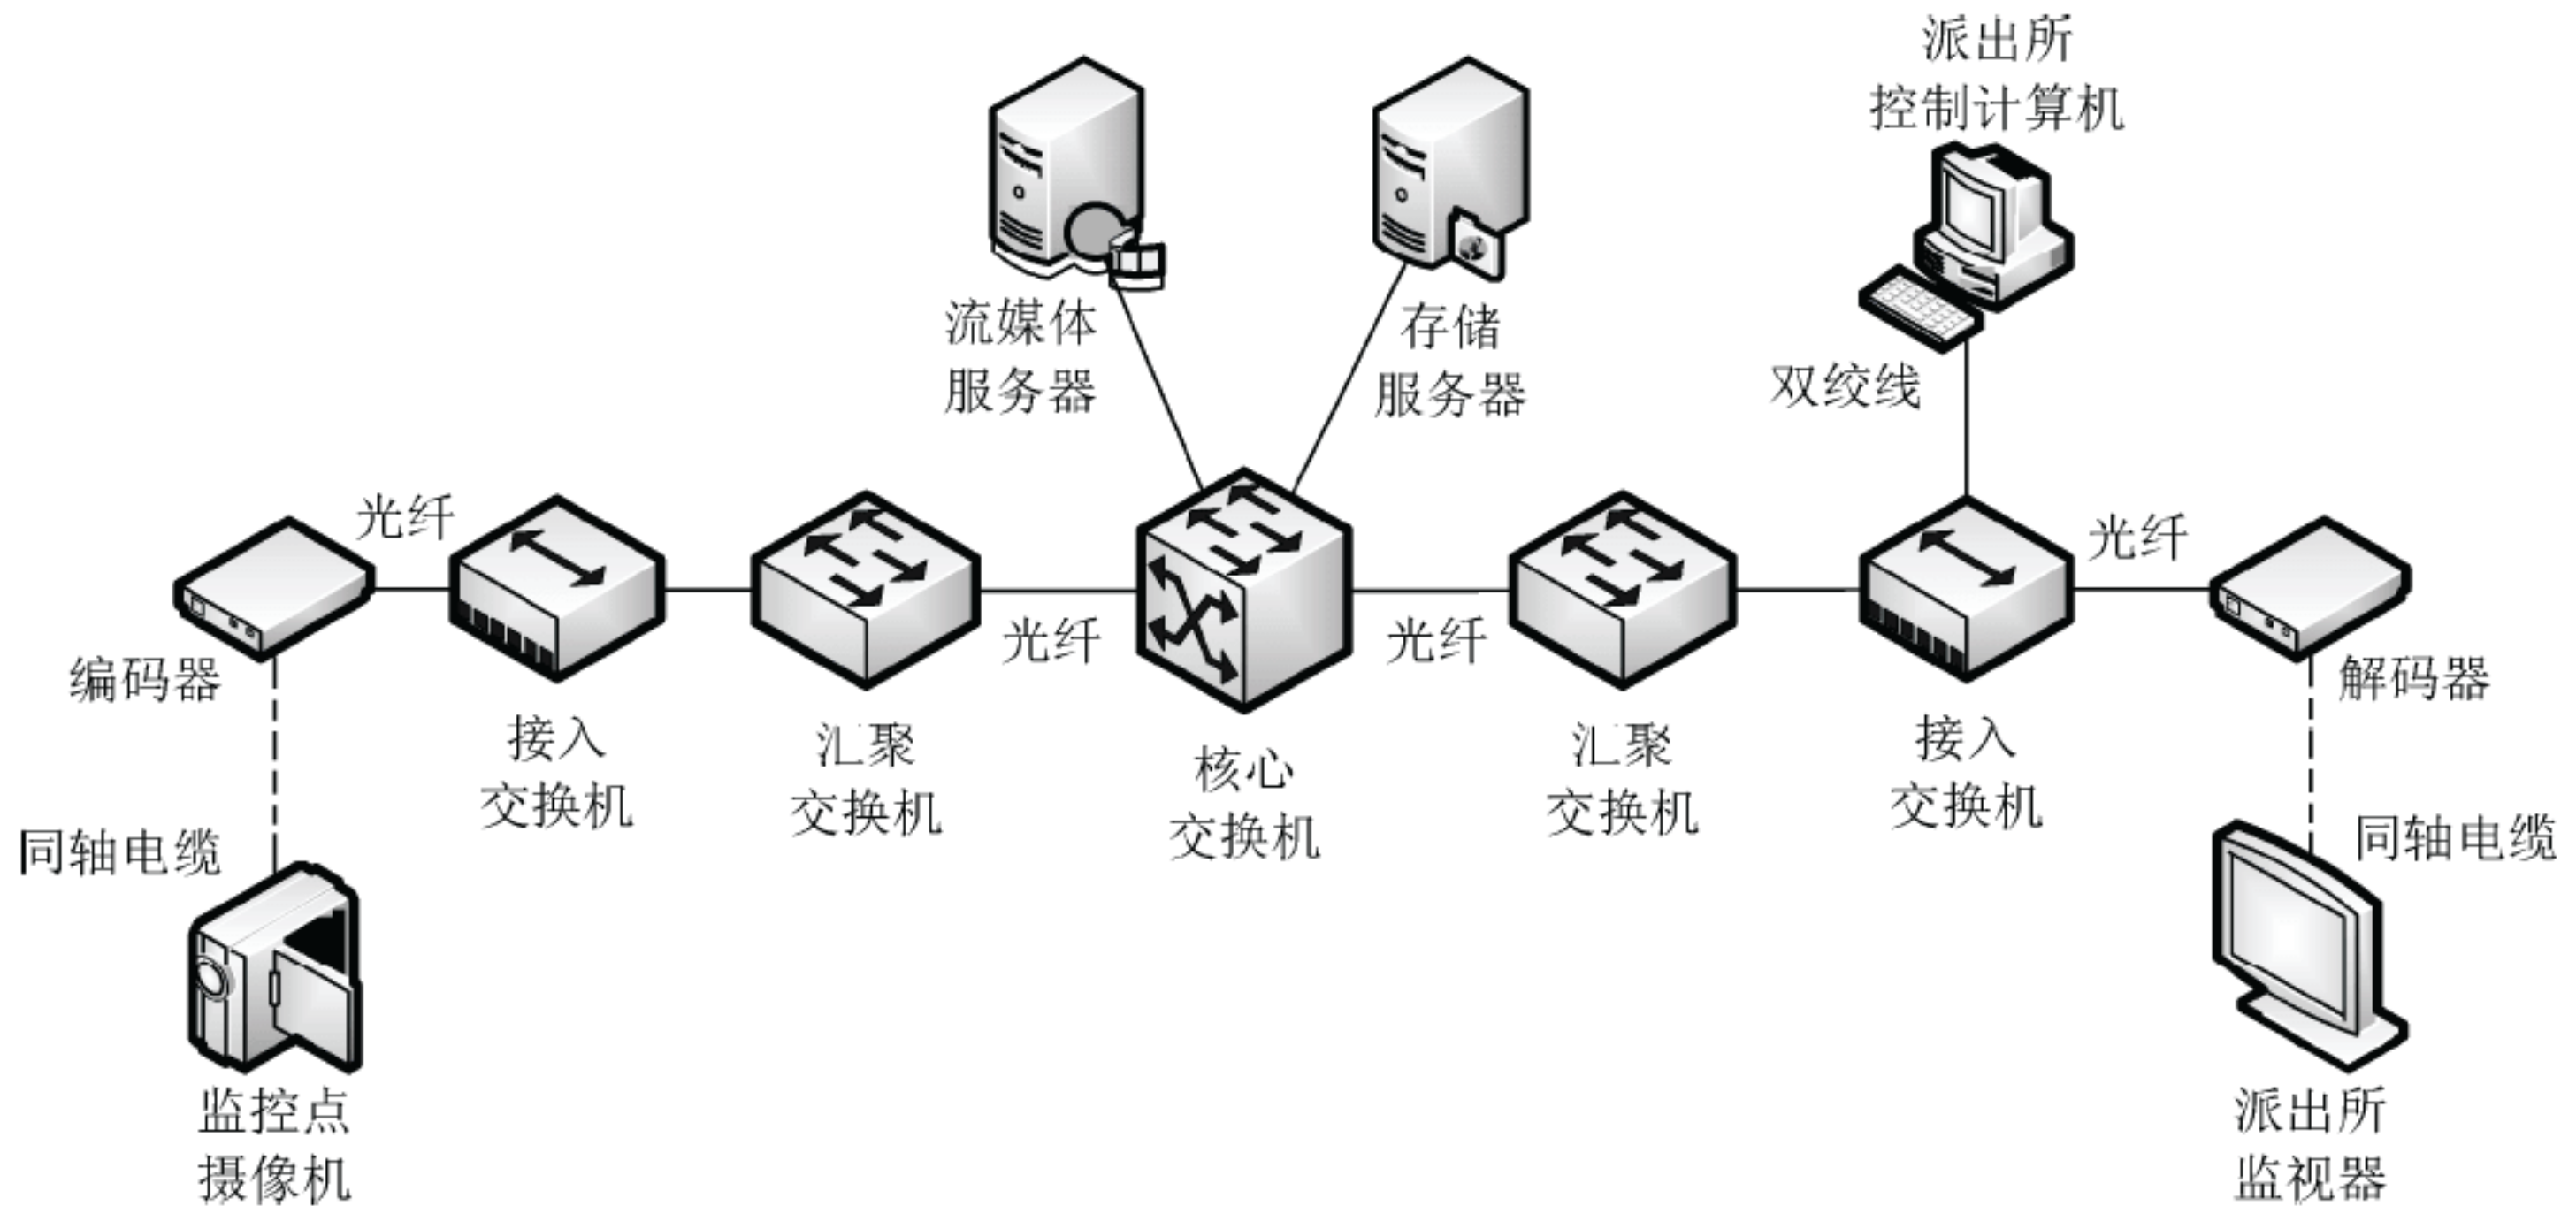 派出所
控制计算机
流媒体
服务器
存储
服务器
双绞线
光纤
光纤
编码器
光纤
光纤
解码器
接入
交换机
汇聚
交换机
核心
交换机
汇聚
交换机
接入
交换机
同轴电缆
同轴电缆
监控点
摄像机
派出所
监视器